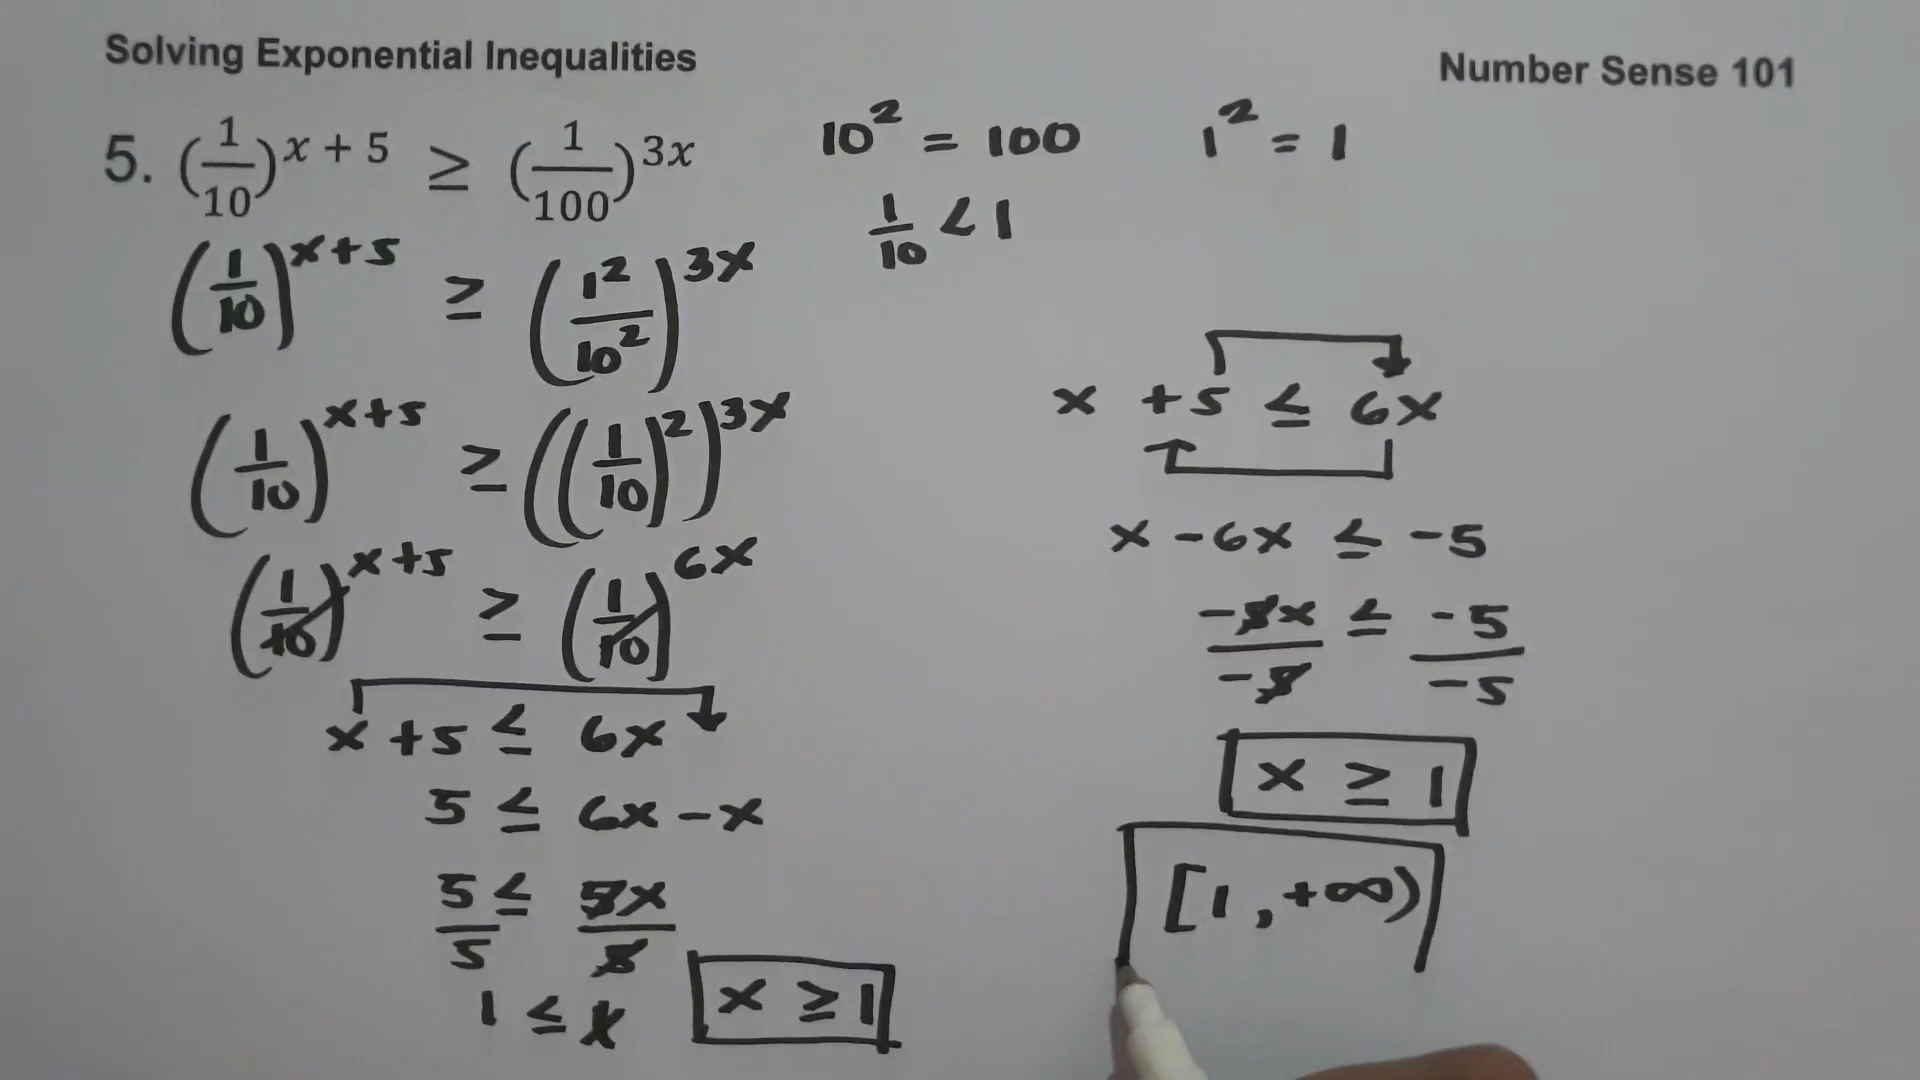 Solving Exponential Inequalities
Number Sense 101
5. (1/10)^(x + 5) ≥ (1/100)^(3x)
10² = 100
1² = 1
1/10 < 1
(1/10)^(x+5) ≥ (1²/10²)^(3x)
(1/10)^(x+5) ≥ ((1/10)²)^(3x)
(1/10)^(x+5) ≥ (1/10)^(6x)
x + 5 ≤ 6x
5 ≤ 6x - x
5/5 ≤ 5x/5
1 ≤ x
x ≥ 1
x + 5 ≤ 6x
x - 6x ≤ -5
-5x/-5 ≤ -5/-5
x ≥ 1
[1, +∞)